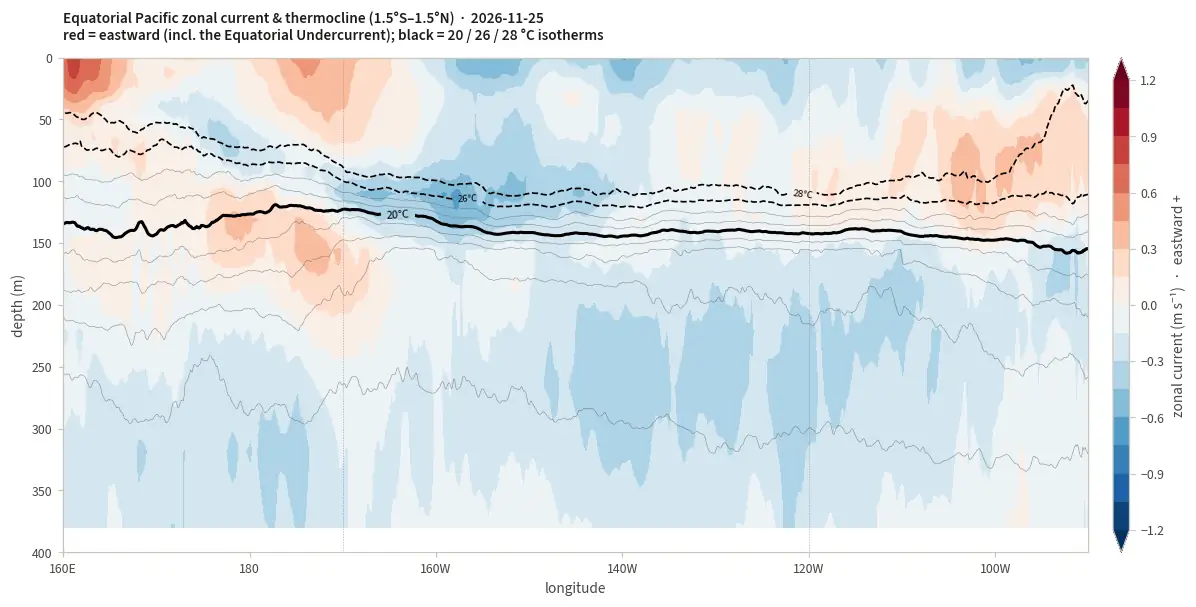 Equatorial Pacific zonal current & thermocline (1.5°S–1.5°N) · 2026-11-25
red = eastward (incl. the Equatorial Undercurrent); black = 20 / 26 / 28 °C isotherms
0
50
100
150
200
250
300
350
400
depth (m)
28°C
26°C
20°C
160E
180
160W
140W
120W
100W
longitude
1.2
0.9
0.6
0.3
0.0
−0.3
−0.6
−0.9
−1.2
zonal current (m s⁻¹) · eastward +